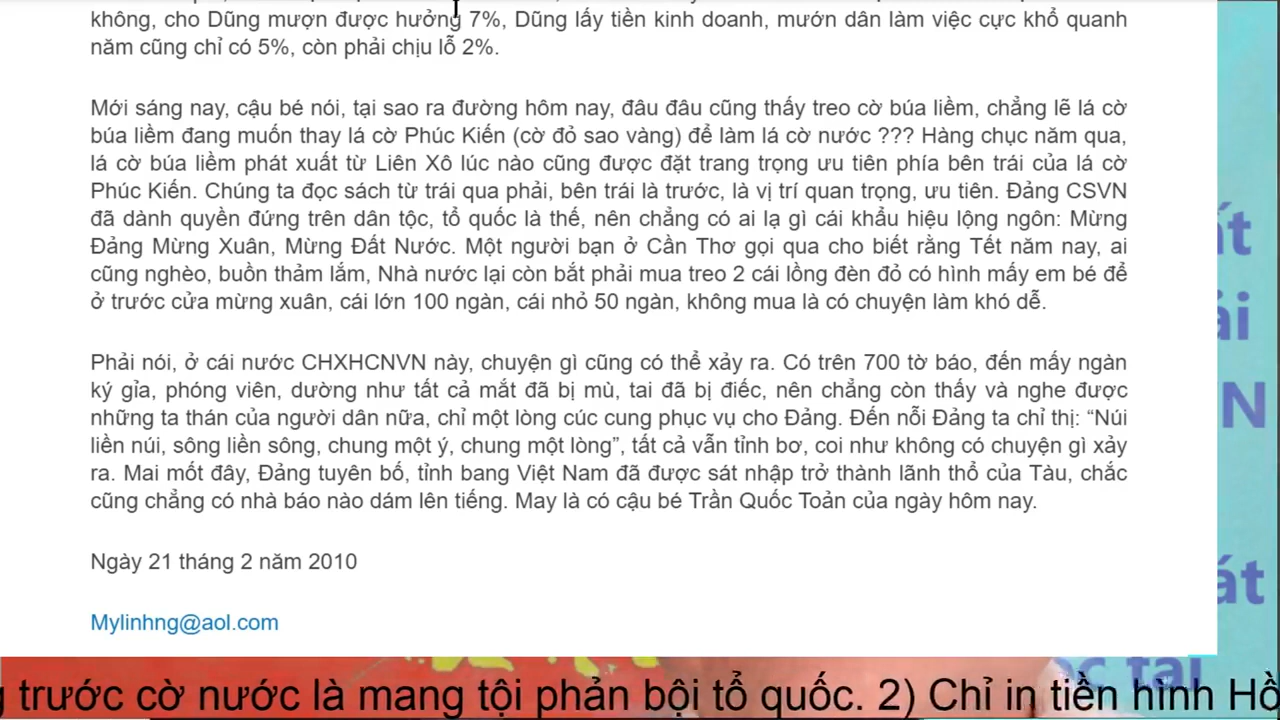 không, cho Dũng mượn được hưởng 7%, Dũng lấy tiền kinh doanh, mướn dân làm việc cực khổ quanh
năm cũng chỉ có 5%, còn phải chịu lỗ 2%.
Mới sáng nay, cậu bé nói, tại sao ra đường hôm nay, đâu đâu cũng thấy treo cờ búa liềm, chẳng lẽ lá cờ
búa liềm đang muốn thay lá cờ Phúc Kiến (cờ đỏ sao vàng) để làm lá cờ nước ??? Hàng chục năm qua,
lá cờ búa liềm phát xuất từ Liên Xô lúc nào cũng được đặt trang trọng ưu tiên phía bên trái của lá cờ
Phúc Kiến. Chúng ta đọc sách từ trái qua phải, bên trái là trước, là vị trí quan trọng, ưu tiên. Đảng CSVN
đã dành quyền đứng trên dân tộc, tổ quốc là thế, nên chẳng có ai lạ gì cái khẩu hiệu lộng ngôn: Mừng
Đảng Mừng Xuân, Mừng Đất Nước. Một người bạn ở Cần Thơ gọi qua cho biết rằng Tết năm nay, ai
cũng nghèo, buồn thảm lắm, Nhà nước lại còn bắt phải mua treo 2 cái lồng đèn đỏ có hình mấy em bé để
ở trước cửa mừng xuân, cái lớn 100 ngàn, cái nhỏ 50 ngàn, không mua là có chuyện làm khó dễ.
Phải nói, ở cái nước CHXHCNVN này, chuyện gì cũng có thể xảy ra. Có trên 700 tờ báo, đến mấy ngàn
ký gỉa, phóng viên, dường như tất cả mắt đã bị mù, tai đã bị điếc, nên chẳng còn thấy và nghe được
những ta thán của người dân nữa, chỉ một lòng cúc cung phục vụ cho Đảng. Đến nỗi Đảng ta chỉ thị: “Núi
liền núi, sông liền sông, chung một ý, chung một lòng”, tất cả vẫn tỉnh bơ, coi như không có chuyện gì xảy
ra. Mai mốt đây, Đảng tuyên bố, tỉnh bang Việt Nam đã được sát nhập trở thành lãnh thổ của Tàu, chắc
cũng chẳng có nhà báo nào dám lên tiếng. May là có cậu bé Trần Quốc Toản của ngày hôm nay.
Ngày 21 tháng 2 năm 2010
Mylinhng@aol.com
trước cờ nước là mang tội phản bội tổ quốc. 2) Chỉ in tiền hình Hồ